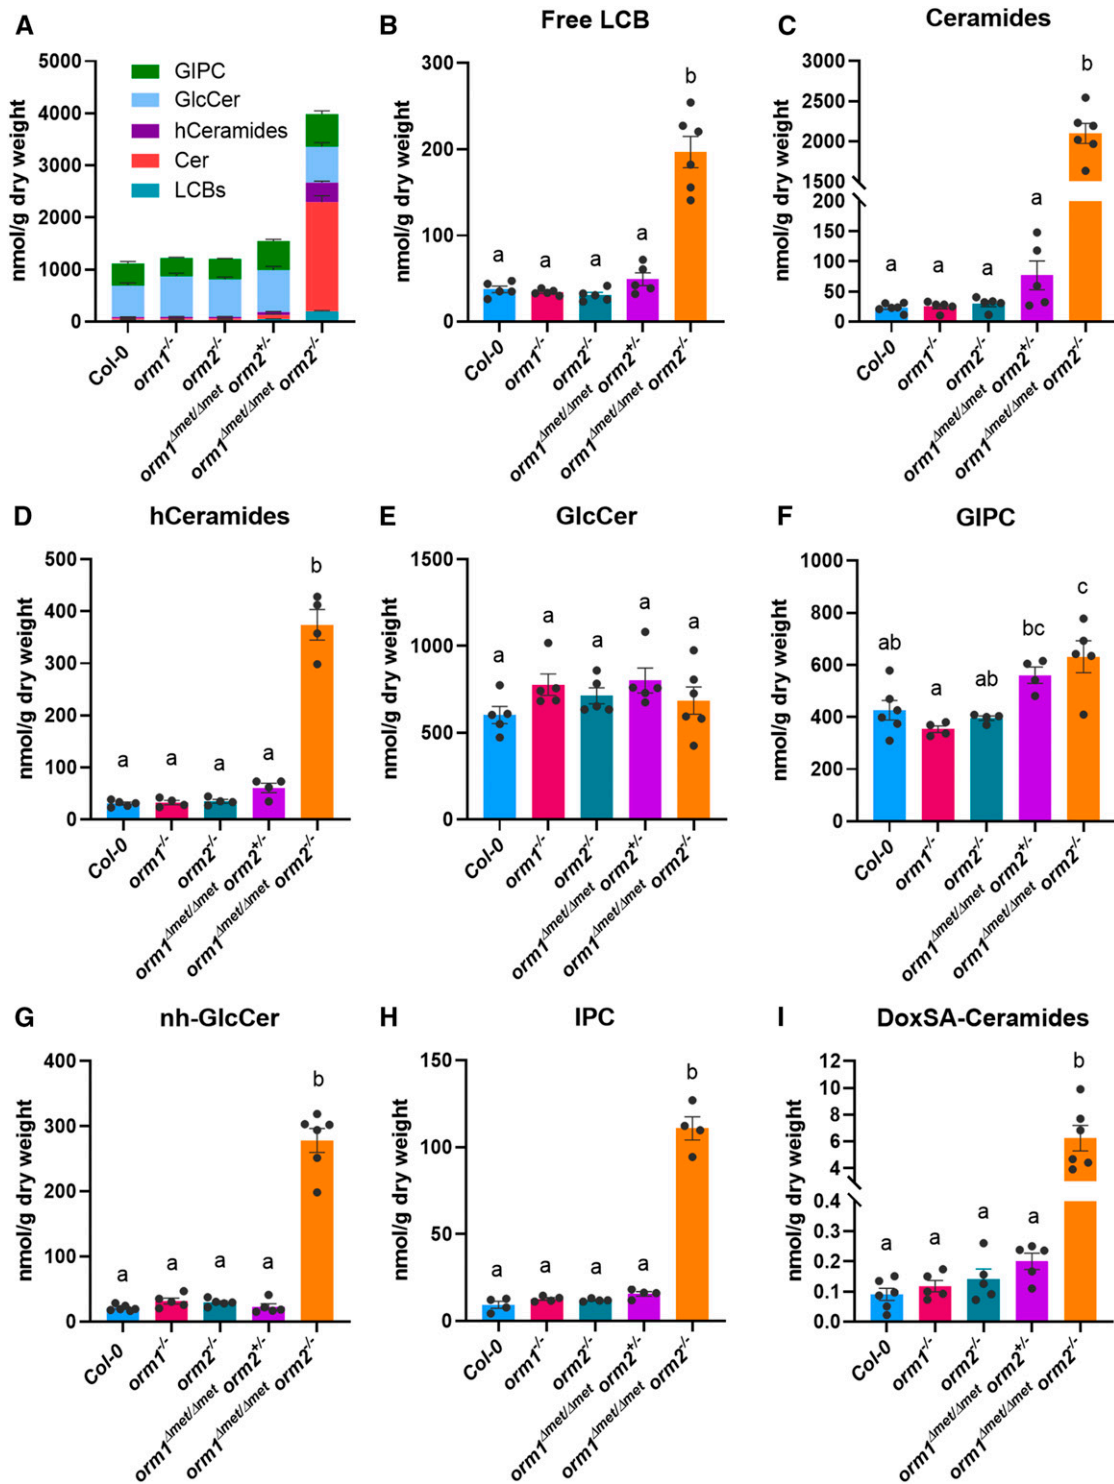 A
nmol/g dry weight
5000
4000
3000
2000
1000
0
GIPC
GlcCer
hCeramides
Cer
LCBs
Col-0
orm1-/-
orm2-/-
orm1Δmet/Δmet orm2+/-
orm1Δmet/Δmet orm2-/-
B
Free LCB
nmol/g dry weight
300
200
100
0
a
a
a
a
b
Col-0
orm1-/-
orm2-/-
orm1Δmet/Δmet orm2+/-
orm1Δmet/Δmet orm2-/-
C
Ceramides
nmol/g dry weight
3000
2500
2000
1500
200
150
100
50
0
a
a
a
a
b
Col-0
orm1-/-
orm2-/-
orm1Δmet/Δmet orm2+/-
orm1Δmet/Δmet orm2-/-
D
hCeramides
nmol/g dry weight
500
400
300
200
100
0
a
a
a
a
b
Col-0
orm1-/-
orm2-/-
orm1Δmet/Δmet orm2+/-
orm1Δmet/Δmet orm2-/-
E
GlcCer
nmol/g dry weight
1500
1000
500
0
a
a
a
a
a
Col-0
orm1-/-
orm2-/-
orm1Δmet/Δmet orm2+/-
orm1Δmet/Δmet orm2-/-
F
GIPC
nmol/g dry weight
1000
800
600
400
200
0
ab
a
ab
bc
c
Col-0
orm1-/-
orm2-/-
orm1Δmet/Δmet orm2+/-
orm1Δmet/Δmet orm2-/-
G
nh-GlcCer
nmol/g dry weight
400
300
200
100
0
a
a
a
a
b
Col-0
orm1-/-
orm2-/-
orm1Δmet/Δmet orm2+/-
orm1Δmet/Δmet orm2-/-
H
IPC
nmol/g dry weight
150
100
50
0
a
a
a
a
b
Col-0
orm1-/-
orm2-/-
orm1Δmet/Δmet orm2+/-
orm1Δmet/Δmet orm2-/-
I
DoxSA-Ceramides
nmol/g dry weight
12
10
8
6
4
0.4
0.3
0.2
0.1
0.0
a
a
a
a
b
Col-0
orm1-/-
orm2-/-
orm1Δmet/Δmet orm2+/-
orm1Δmet/Δmet orm2-/-